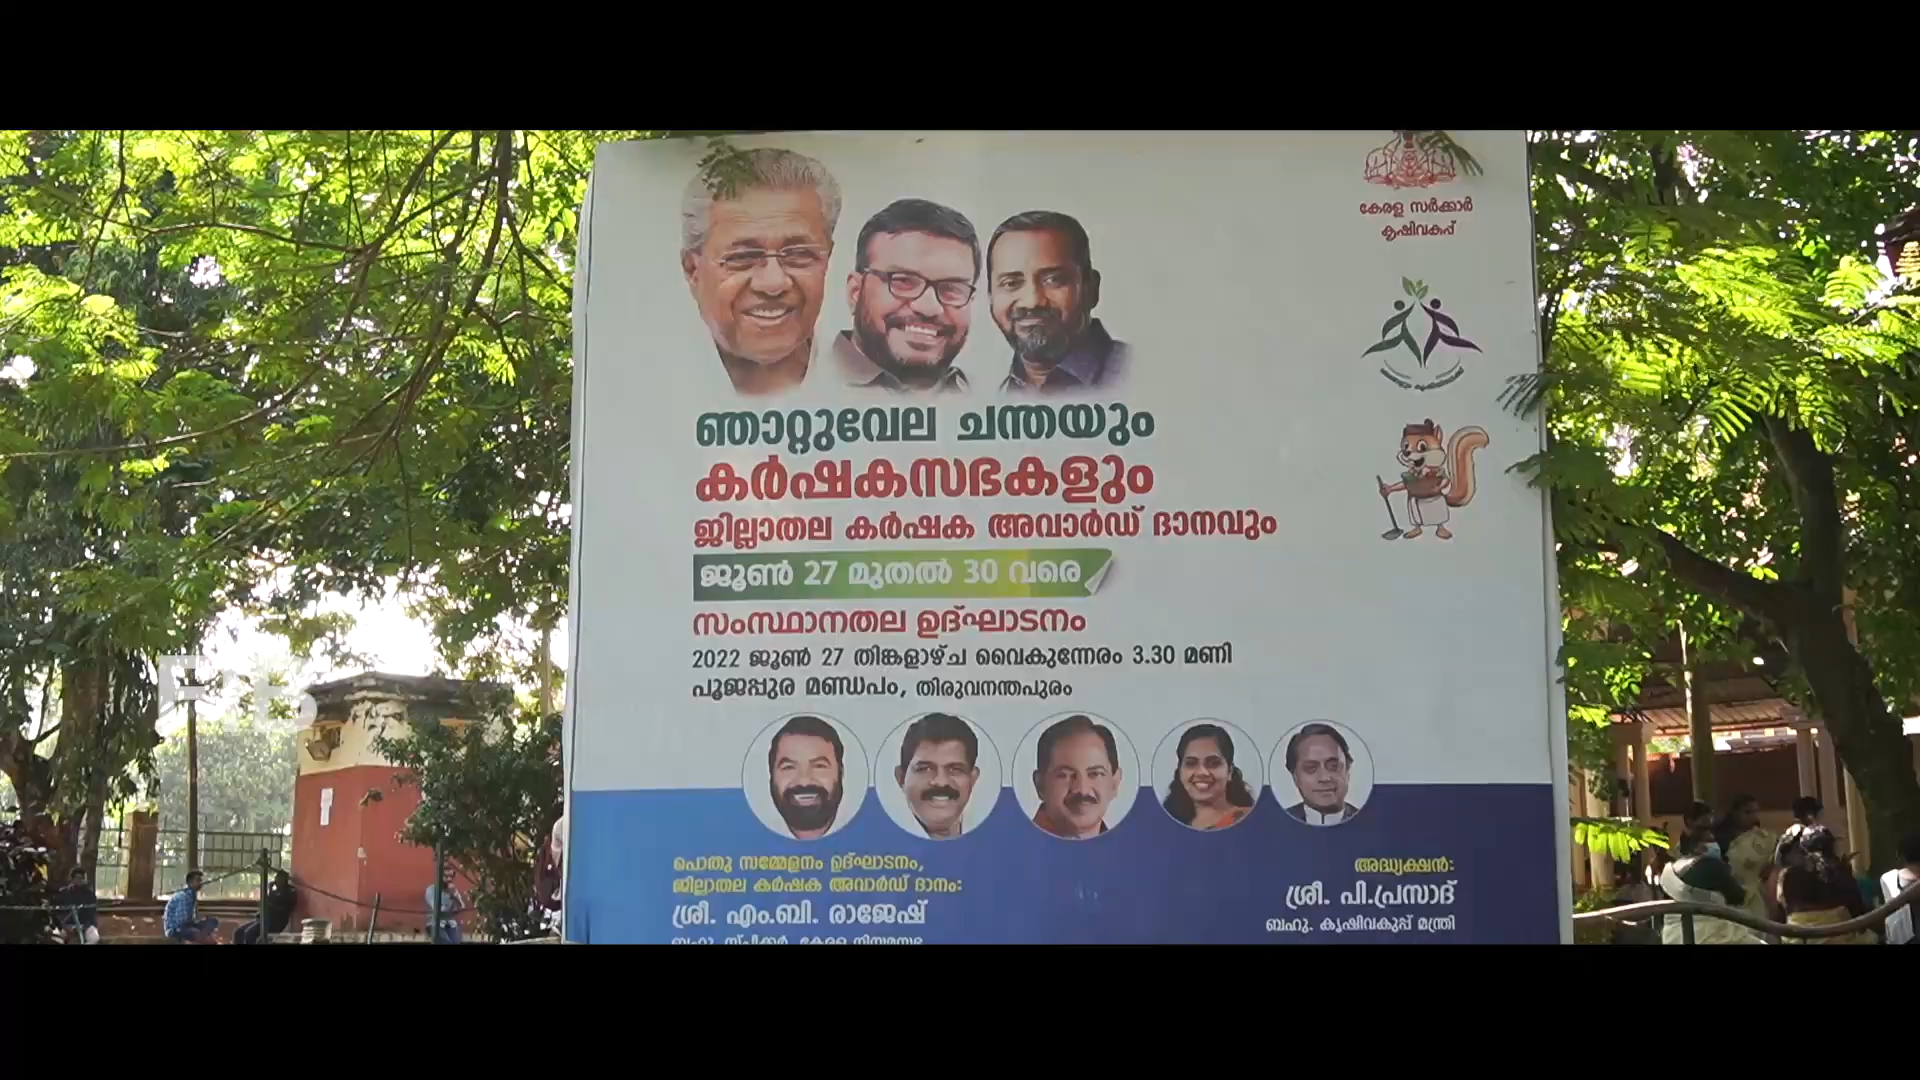 കേരള സർക്കാർ
കൃഷിവകുപ്പ്
ഞാറ്റുവേല ചന്തയും
കർഷകസഭകളും
ജില്ലാതല കർഷക അവാർഡ് ദാനവും
ജൂൺ 27 മുതൽ 30 വരെ
സംസ്ഥാനതല ഉദ്ഘാടനം
2022 ജൂൺ 27 തിങ്കളാഴ്ച വൈകുന്നേരം 3.30 മണി
പൂജപ്പുര മണ്ഡപം, തിരുവനന്തപുരം
പൊതു സമ്മേളനം ഉദ്ഘാടനം,
ജില്ലാതല കർഷക അവാർഡ് ദാനം:
ശ്രീ. എം.ബി. രാജേഷ്
അദ്ധ്യക്ഷൻ:
ശ്രീ. പി.പ്രസാദ്
ബഹു. കൃഷിവകുപ്പ് മന്ത്രി